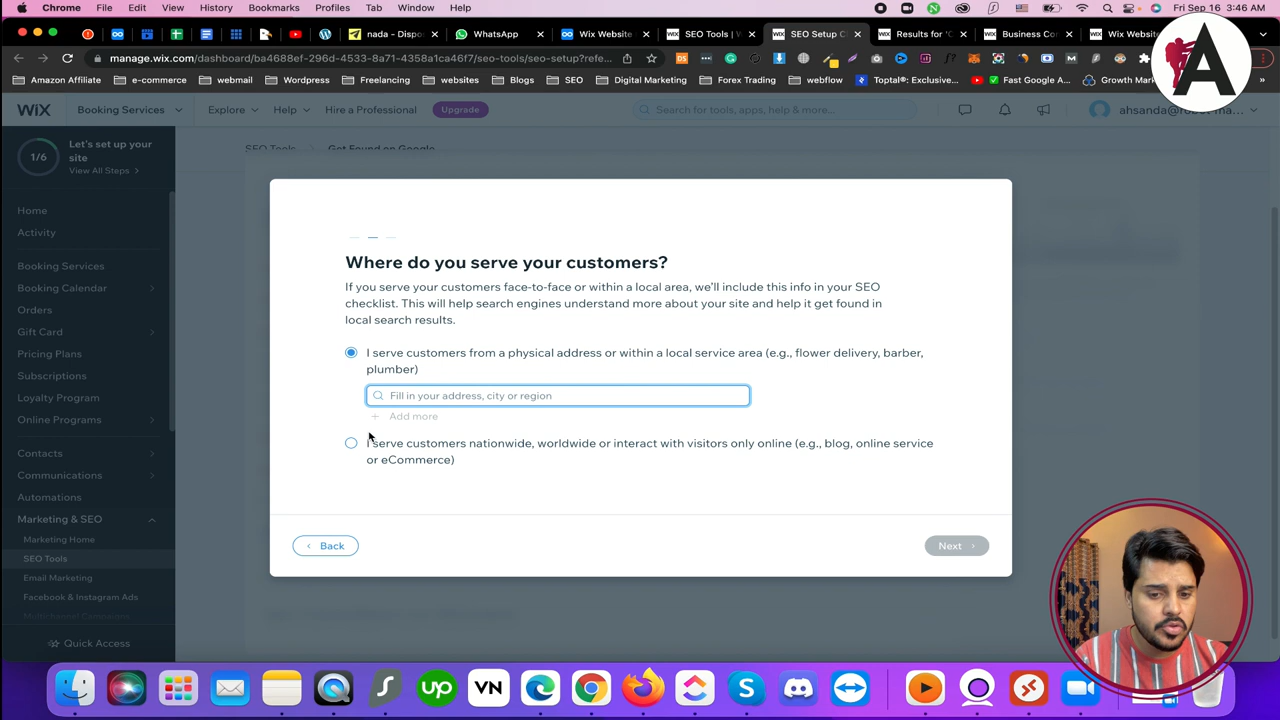 Chrome File Edit View History Bookmarks Profiles Tab Window Help Fri Sep 16 3:46 AM
nada - Dispo WhatsApp Wix Website SEO Tools | W SEO Setup C Results for 'C Business Con Wix Website
manage.wix.com/dashboard/ba4688ef-296d-4533-8a71-4358a1ca46f7/seo-tools/seo-setup?refe...
Amazon Affiliate e-commerce webmail Wordpress Freelancing websites Blogs SEO Digital Marketing Forex Trading webflow Toptal®: Exclusive... Fast Google A... Growth Mark
A
WIX Booking Services Explore Help Hire a Professional Upgrade Search for tools, apps, help & more...
Let's set up your
site
1/6
View All Steps >
SEO Tools > Get Found on Google
Home
Activity
Booking Services
Booking Calendar
Orders
Gift Card
Pricing Plans
Subscriptions
Loyalty Program
Online Programs
Contacts
Communications
Automations
Marketing & SEO
Marketing Home
SEO Tools
Email Marketing
Facebook & Instagram Ads
Quick Access
Where do you serve your customers?
If you serve your customers face-to-face or within a local area, we'll include this info in your SEO
checklist. This will help search engines understand more about your site and help it get found in
local search results.
I serve customers from a physical address or within a local service area (e.g., flower delivery, barber,
plumber)
Fill in your address, city or region
+ Add more
I serve customers nationwide, worldwide or interact with visitors only online (e.g., blog, online service
or eCommerce)
< Back
Next >
up VN